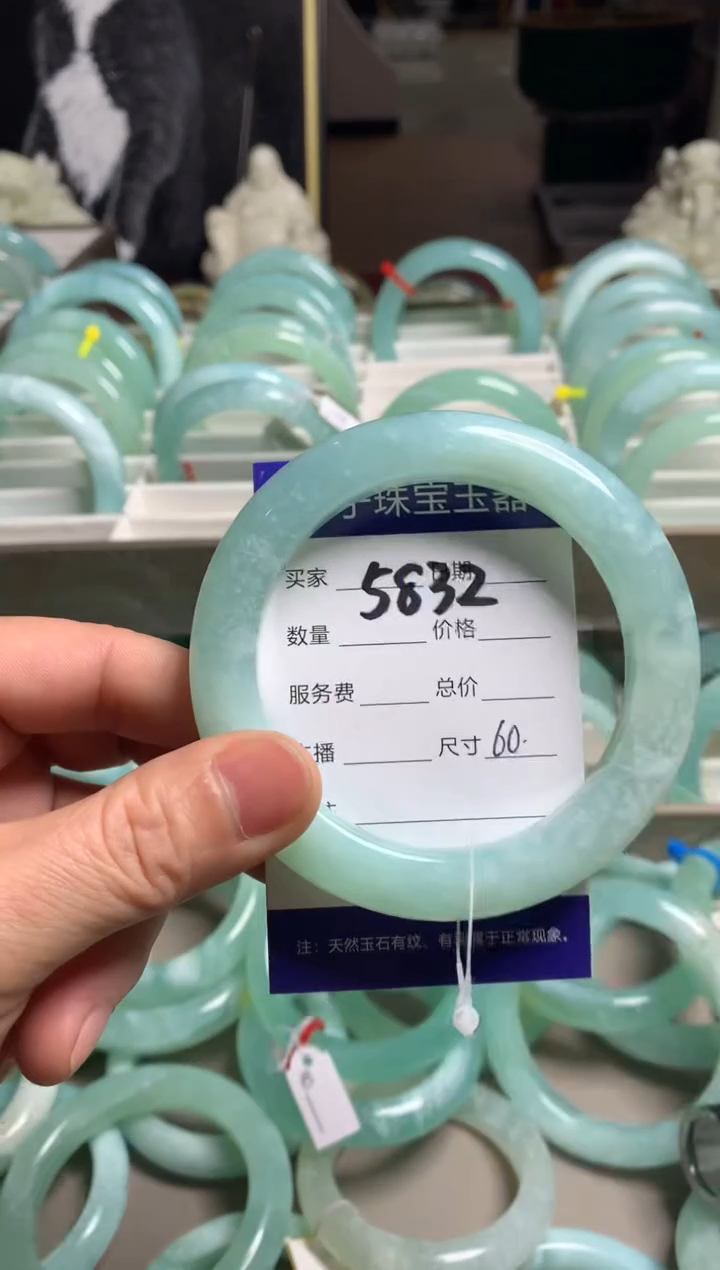 珠宝玉器
买家 5832 日期
数量 价格
服务费 总价
播 尺寸 60.
注：天然玉石有纹、有属于正常现象。